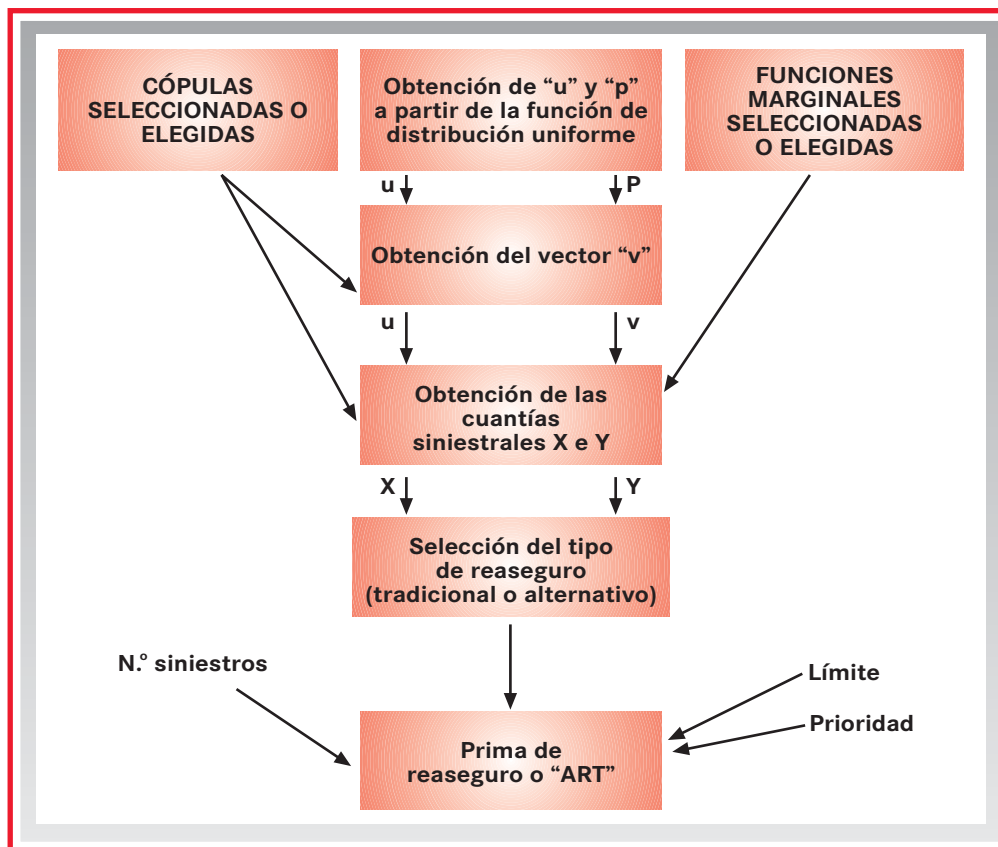 CÓPULAS
SELECCIONADAS O
ELEGIDAS
Obtención de “u” y “p”
a partir de la función de
distribución uniforme
FUNCIONES
MARGINALES
SELECCIONADAS
O ELEGIDAS
u
P
Obtención del vector “v”
u
v
Obtención de las
cuantías
siniestrales X e Y
X
Y
Selección del tipo
de reaseguro
(tradicional o alternativo)
N.º siniestros
Límite
Prioridad
Prima de
reaseguro o “ART”